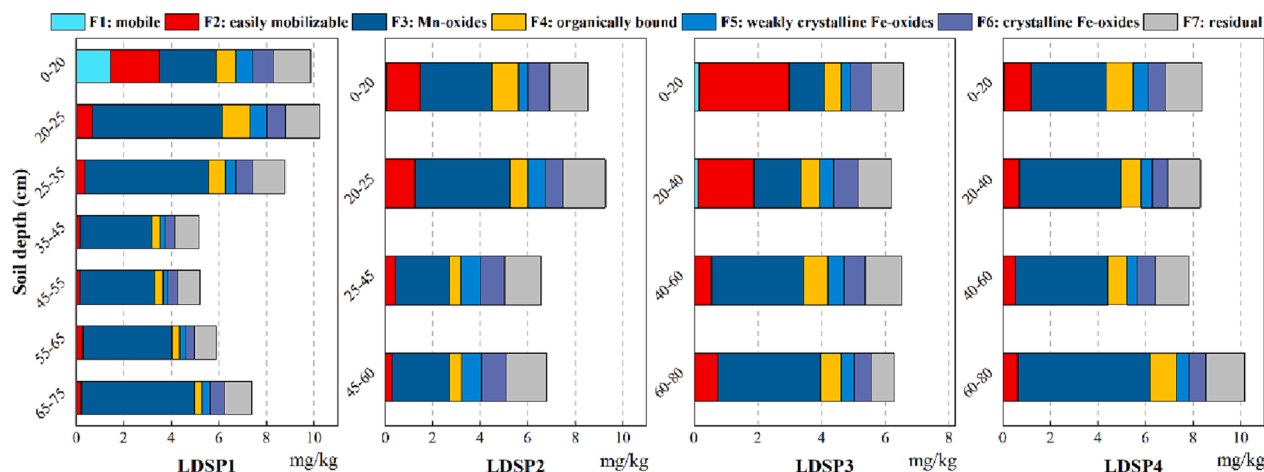 F1: mobile F2: easily mobilizable F3: Mn-oxides F4: organically bound F5: weakly crystalline Fe-oxides F6: crystalline Fe-oxides F7: residual
Soil depth (cm)
0-20
20-25
25-35
35-45
45-55
55-65
65-75
0 2 4 6 8 10
LDSP1 mg/kg
0-20
20-25
25-45
45-60
0 2 4 6 8 10
LDSP2 mg/kg
0-20
20-40
40-60
60-80
0 2 4 6 8
LDSP3 mg/kg
0-20
20-40
40-60
60-80
0 2 4 6 8 10
LDSP4 mg/kg